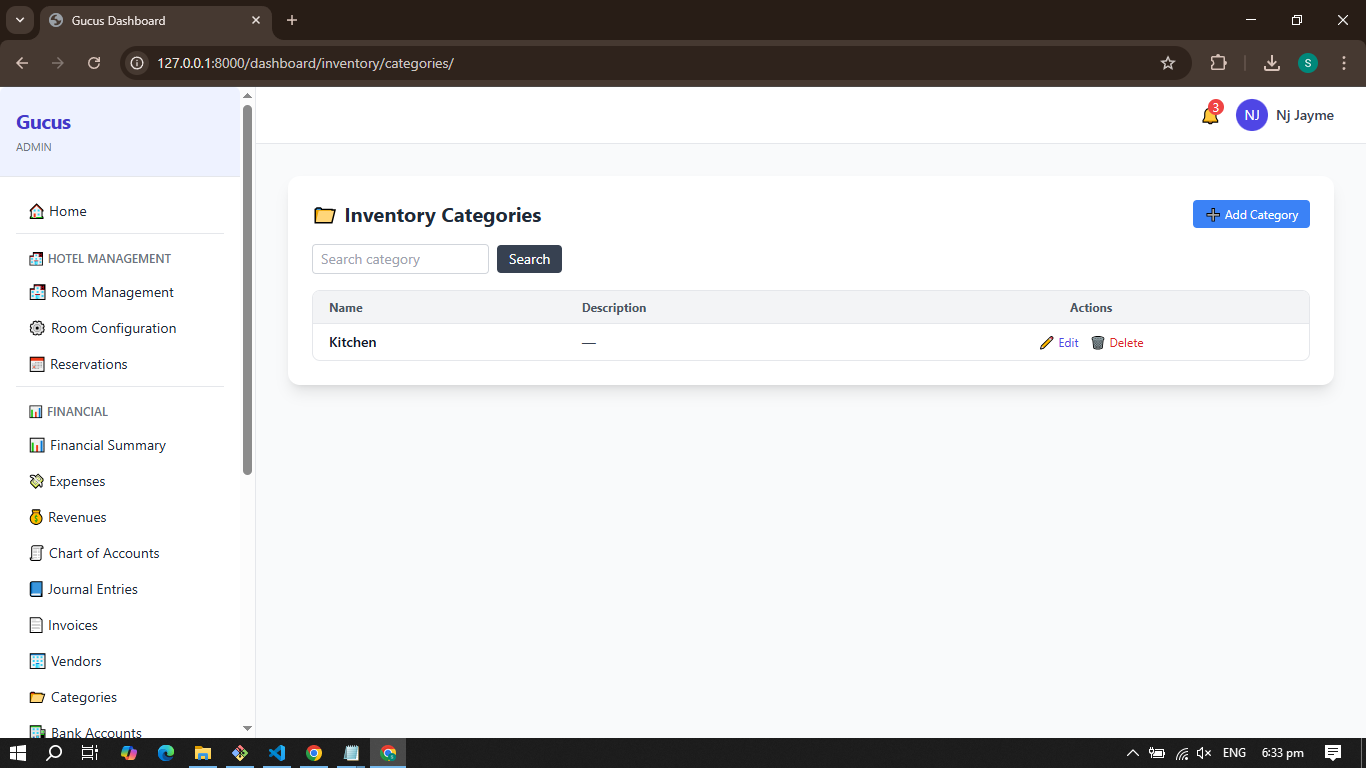 Gucus Dashboard
127.0.0.1:8000/dashboard/inventory/categories/
S
Gucus
ADMIN
3
NJ
Nj Jayme
Home
HOTEL MANAGEMENT
Room Management
Room Configuration
Reservations
FINANCIAL
Financial Summary
Expenses
Revenues
Chart of Accounts
Journal Entries
Invoices
Vendors
Categories
Bank Accounts
Inventory Categories
Add Category
Search category
Search
Name Description Actions
Kitchen — Edit Delete
ENG 6:33 pm